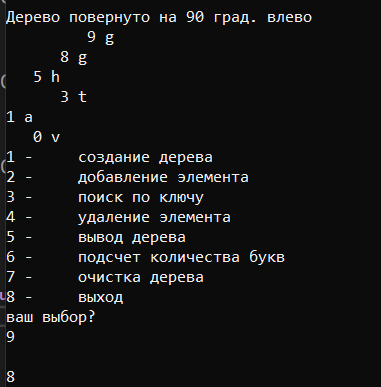 Дерево повернуто на 90 град. влево
9 g
8 g
5 h
3 t
1 a
0 v
1 - создание дерева
2 - добавление элемента
3 - поиск по ключу
4 - удаление элемента
5 - вывод дерева
6 - подсчет количества букв
7 - очистка дерева
8 - выход
ваш выбор?
9
8